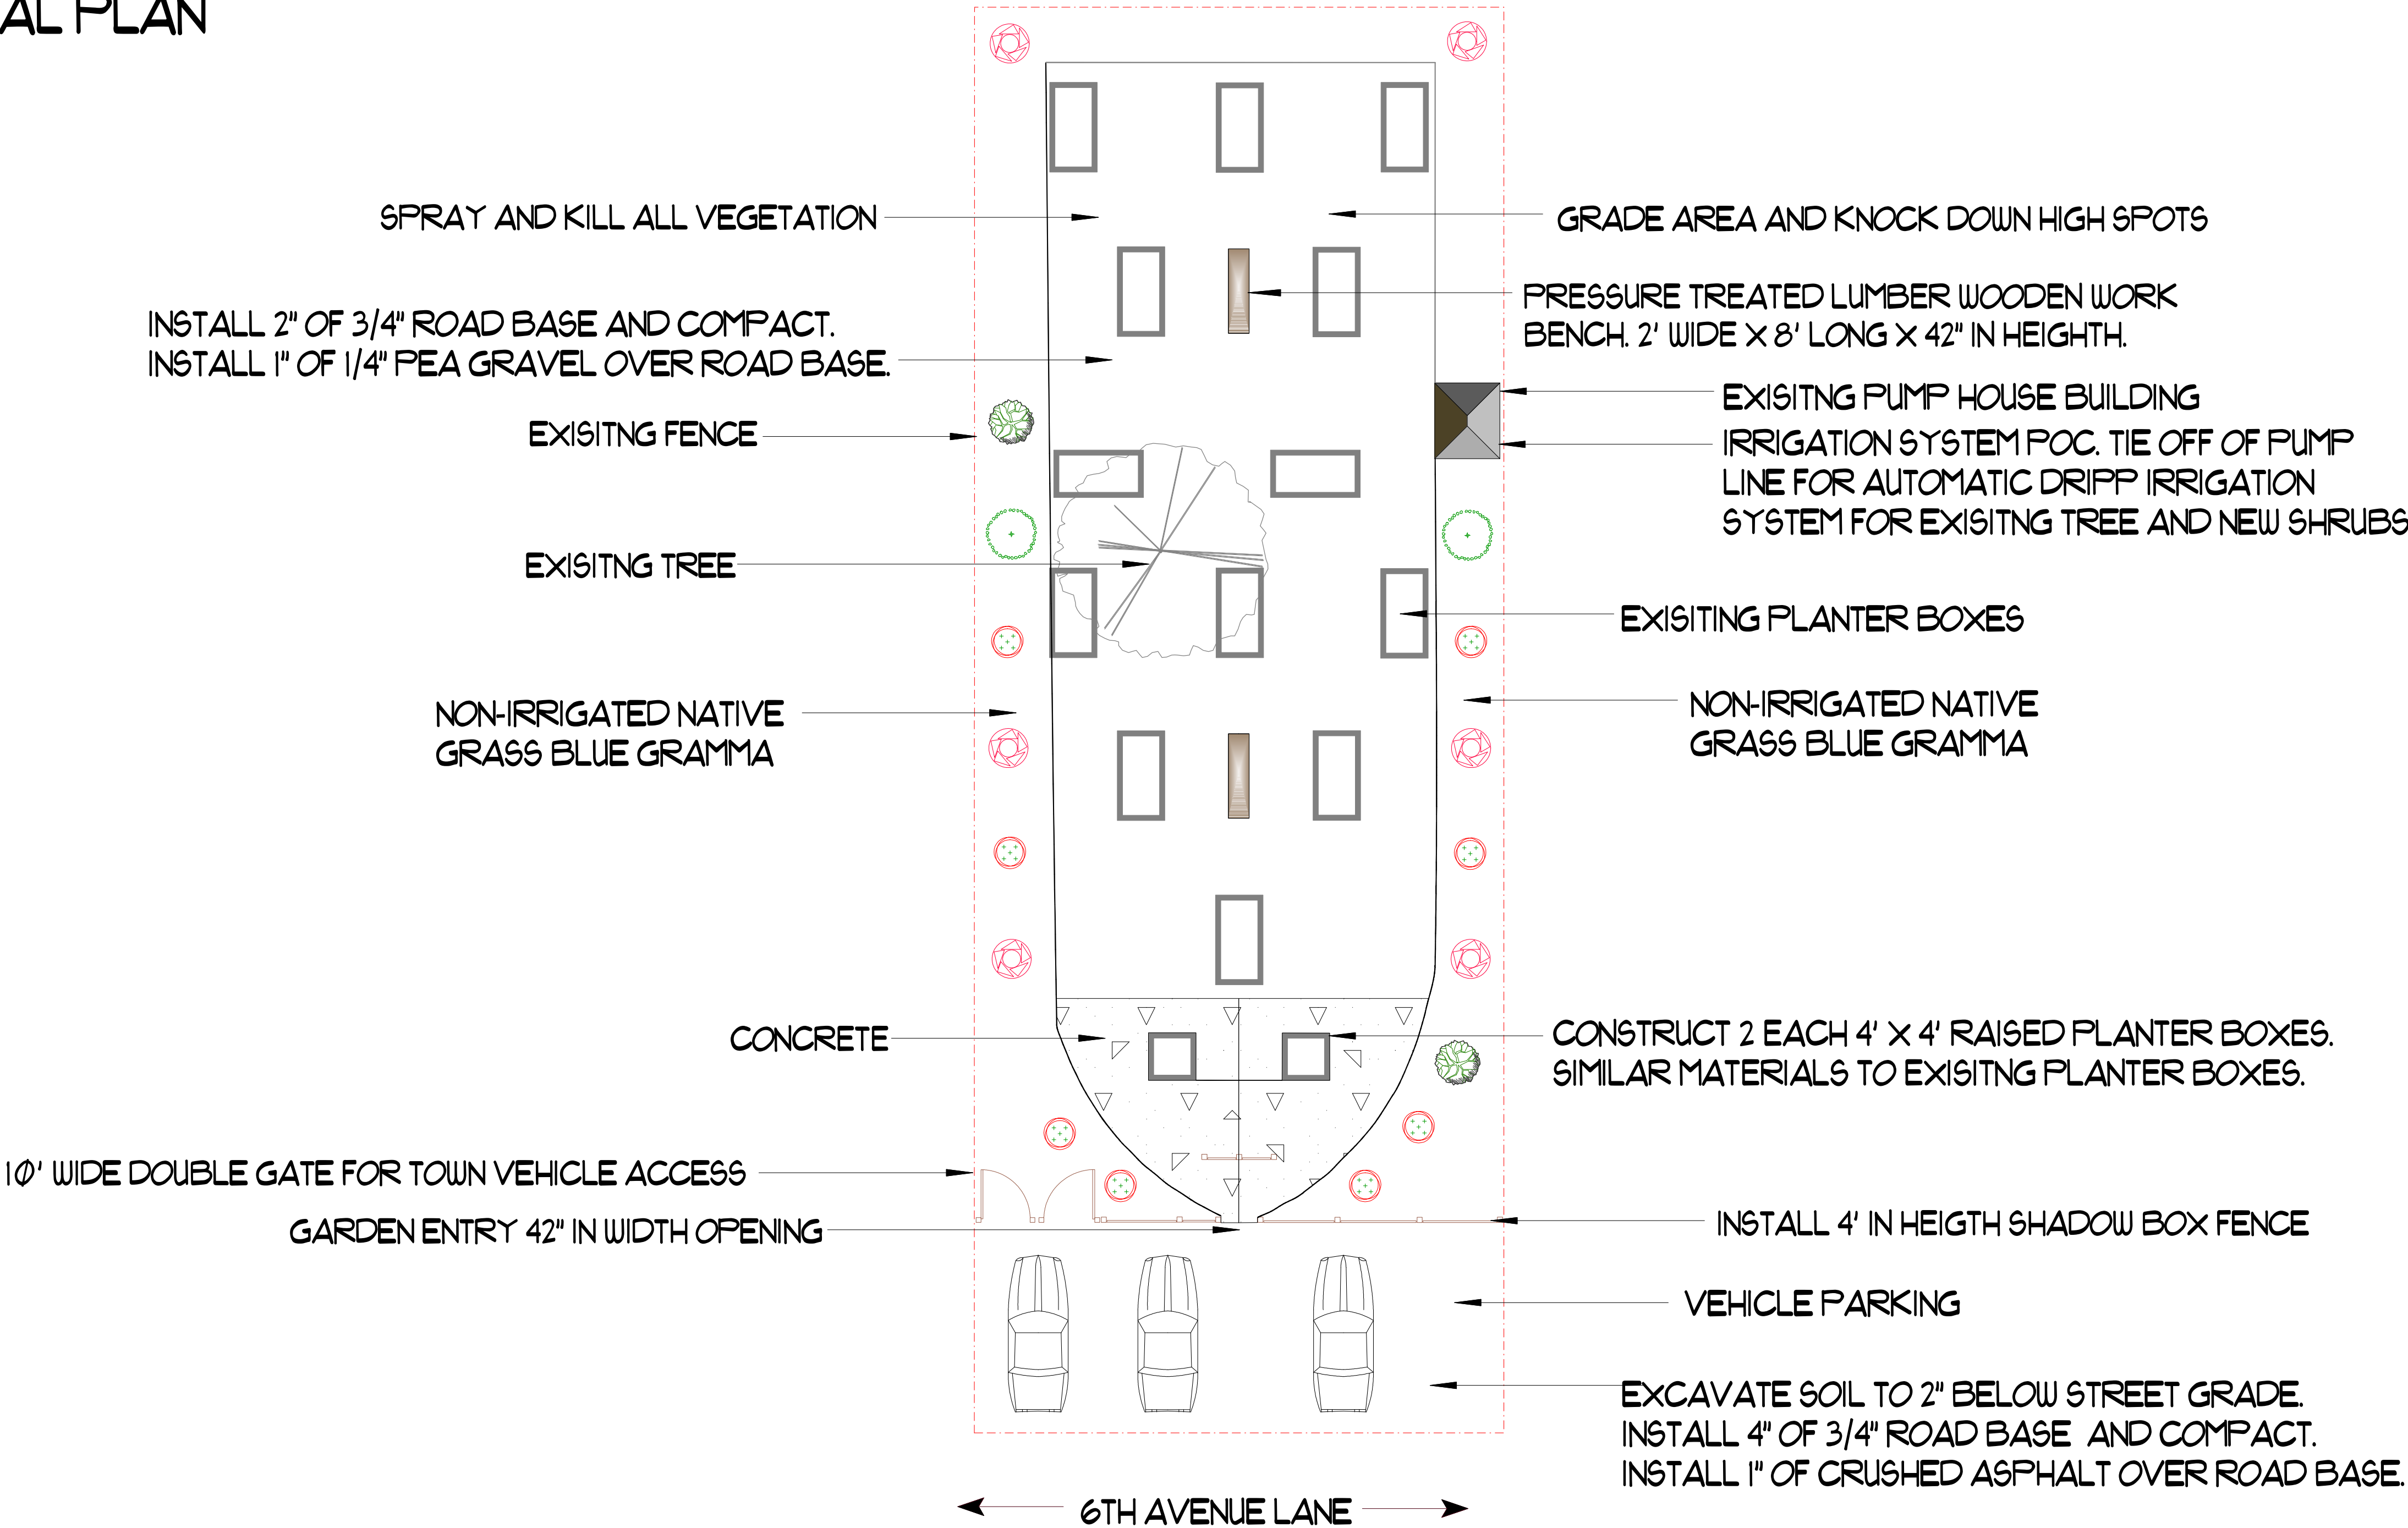 AL PLAN
SPRAY AND KILL ALL VEGETATION
GRADE AREA AND KNOCK DOWN HIGH SPOTS
PRESSURE TREATED LUMBER WOODEN WORK
BENCH. 2' WIDE X 8' LONG X 42" IN HEIGHTH.
INSTALL 2" OF 3/4" ROAD BASE AND COMPACT.
INSTALL 1" OF 1/4" PEA GRAVEL OVER ROAD BASE.
EXISITNG PUMP HOUSE BUILDING
EXISITNG FENCE
IRRIGATION SYSTEM POC. TIE OFF OF PUMP
LINE FOR AUTOMATIC DRIPP IRRIGATION
SYSTEM FOR EXISITNG TREE AND NEW SHRUBS
EXISITNG TREE
EXISITING PLANTER BOXES
NON-IRRIGATED NATIVE
GRASS BLUE GRAMMA
NON-IRRIGATED NATIVE
GRASS BLUE GRAMMA
CONCRETE
CONSTRUCT 2 EACH 4' X 4' RAISED PLANTER BOXES.
SIMILAR MATERIALS TO EXISITNG PLANTER BOXES.
10' WIDE DOUBLE GATE FOR TOWN VEHICLE ACCESS
GARDEN ENTRY 42" IN WIDTH OPENING
INSTALL 4' IN HEIGTH SHADOW BOX FENCE
VEHICLE PARKING
EXCAVATE SOIL TO 2" BELOW STREET GRADE.
INSTALL 4" OF 3/4" ROAD BASE AND COMPACT.
INSTALL 1" OF CRUSHED ASPHALT OVER ROAD BASE.
6TH AVENUE LANE